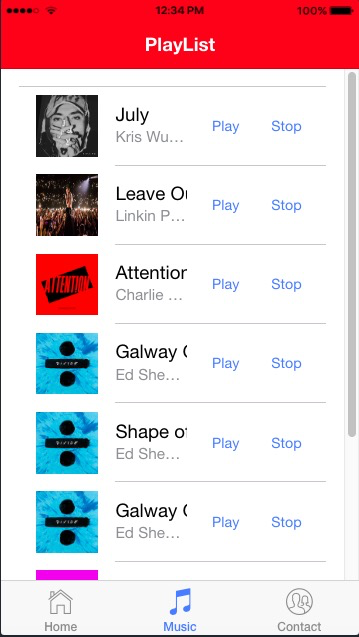 12:34 PM 100%
PlayList
July
Kris Wu… Play Stop
Leave Ou
Linkin P… Play Stop
ATTENTION
Attention
Charlie … Play Stop
Galway C
Ed She… Play Stop
Shape of
Ed She… Play Stop
Galway C
Ed She… Play Stop
Home Music Contact